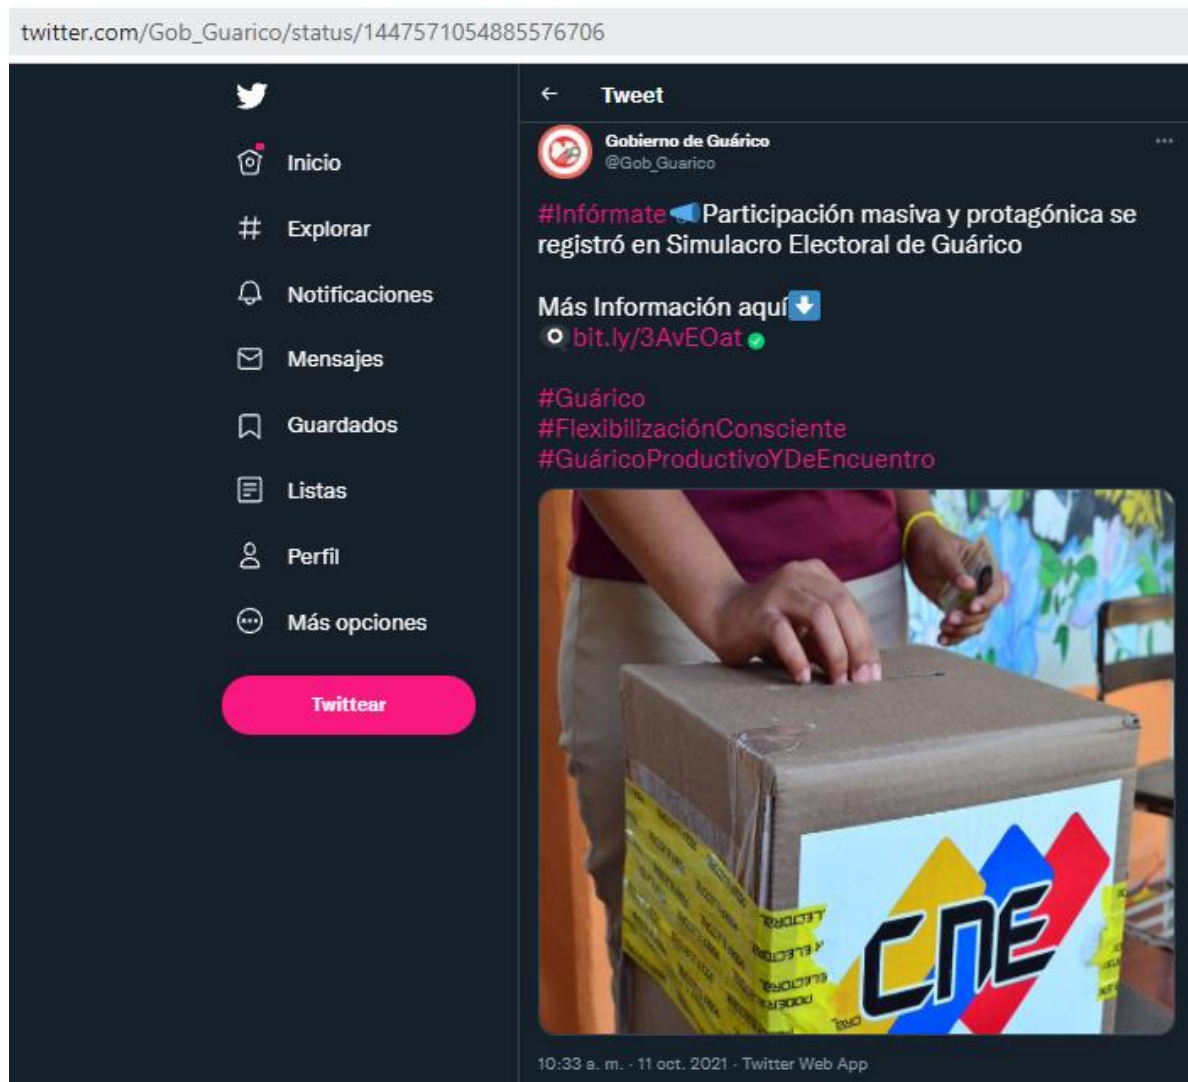 twitter.com/Gob_Guarico/status/1447571054885576706
Inicio
Explorar
Notificaciones
Mensajes
Guardados
Listas
Perfil
Más opciones
Twittear
Tweet
Gobierno de Guárico
@Gob_Guarico
#Infórmate Participación masiva y protagónica se
registró en Simulacro Electoral de Guárico
Más Información aquí
bit.ly/3AvEOat
#Guárico
#FlexibilizaciónConsciente
#GuáricoProductivoYDeEncuentro
CNE
10:33 a. m. · 11 oct. 2021 · Twitter Web App